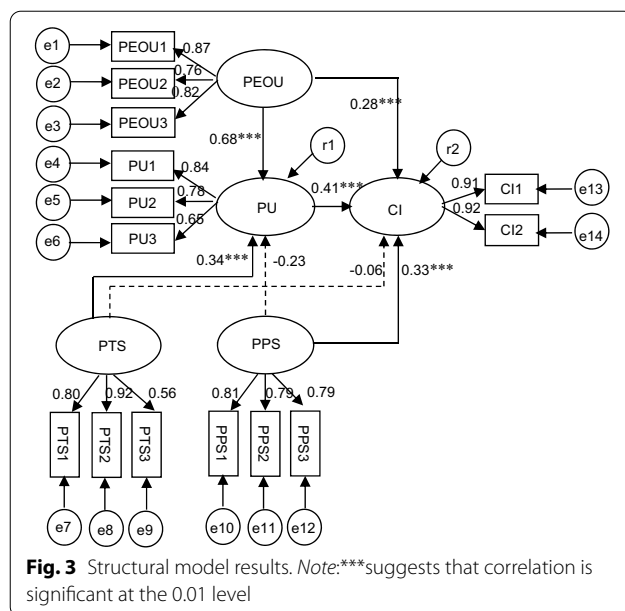 e1 PEOU1 0.87
e2 PEOU2 0.76 PEOU
e3 PEOU3 0.82 0.28***
0.68*** r1 r2
e4 PU1 0.84
e5 PU2 0.78 PU 0.41*** CI 0.91 CI1 e13
e6 PU3 0.65 0.92 CI2 e14
0.34*** -0.23 -0.06 0.33***
PTS PPS
0.80 0.92 0.56 0.81 0.79 0.79
PTS1 PTS2 PTS3 PPS1 PPS2 PPS3
e7 e8 e9 e10 e11 e12
Fig. 3 Structural model results. Note:***suggests that correlation is
significant at the 0.01 level